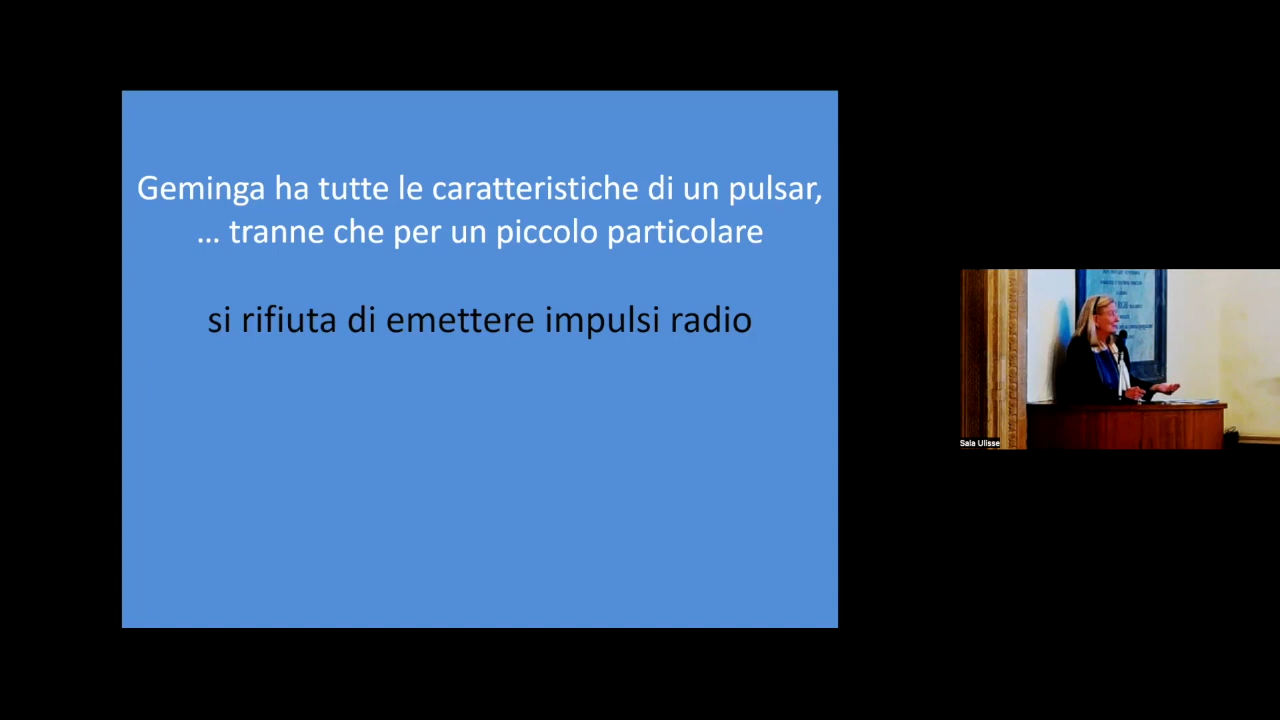 Geminga ha tutte le caratteristiche di un pulsar,
… tranne che per un piccolo particolare
si rifiuta di emettere impulsi radio
Sala Ulisse